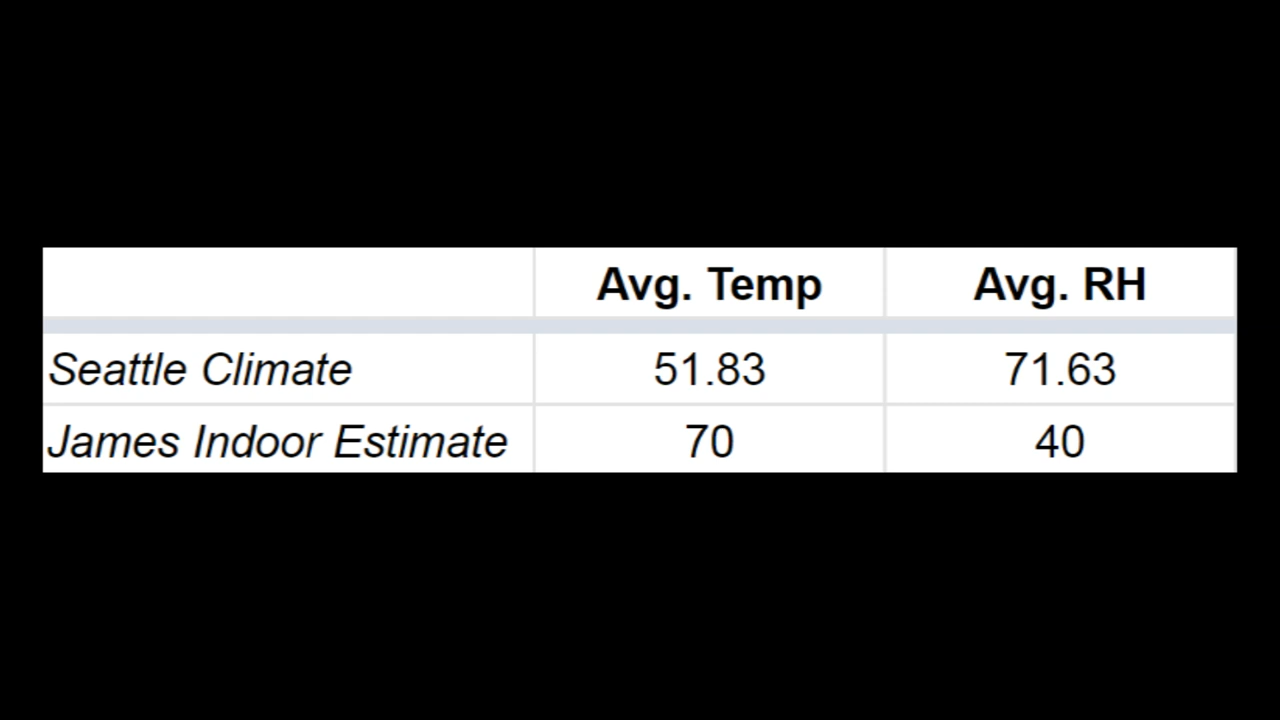 Avg. Temp Avg. RH
Seattle Climate 51.83 71.63
James Indoor Estimate 70 40